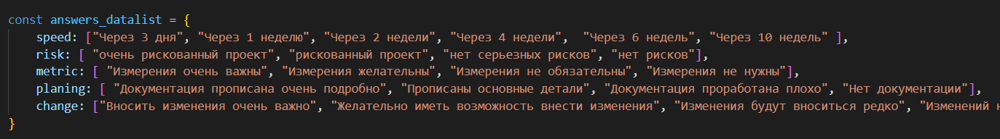 const answers_datalist = {
speed: ["Через 3 дня", "Через 1 неделю", "Через 2 недели", "Через 4 недели",  "Через 6 недель", "Через 10 недель" ],
risk: [ "очень рискованный проект", "рискованный проект", "нет серьезных рисков", "нет рисков"],
metric: [ "Измерения очень важны", "Измерения желательны", "Измерения не обязательны", "Измерения не нужны"],
planing: [ "Документация прописана очень подробно", "Прописаны основные детали", "Документация проработана плохо", "Нет документации"],
change: ["Вносить изменения очень важно", "Желательно иметь возможность внести изменения", "Изменения будут вноситься редко", "Изменений
}